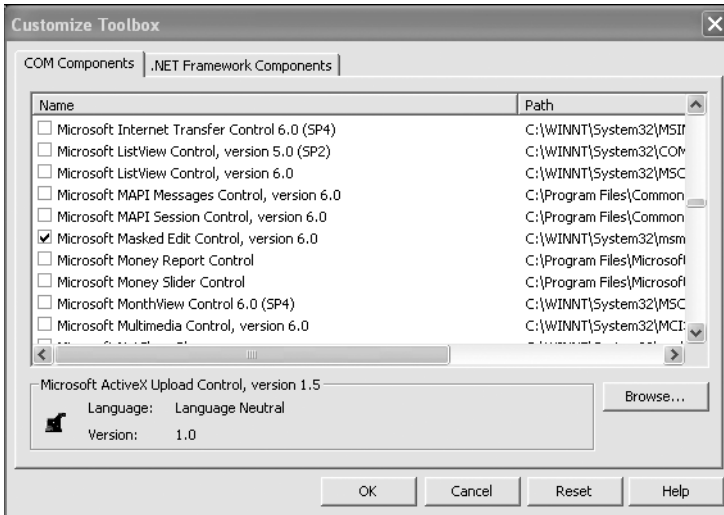 Customize Toolbox
COM Components .NET Framework Components
Name Path
Microsoft Internet Transfer Control 6.0 (SP4) C:\WINNT\System32\MSI
Microsoft ListView Control, version 5.0 (SP2) C:\WINNT\System32\COM
Microsoft ListView Control, version 6.0 C:\WINNT\System32\MSC
Microsoft MAPI Messages Control, version 6.0 C:\Program Files\Common
Microsoft MAPI Session Control, version 6.0 C:\Program Files\Common
Microsoft Masked Edit Control, version 6.0 C:\WINNT\System32\msm
Microsoft Money Report Control C:\Program Files\Microsoft
Microsoft Money Slider Control C:\Program Files\Microsoft
Microsoft MonthView Control 6.0 (SP4) C:\WINNT\System32\MSC
Microsoft Multimedia Control, version 6.0 C:\WINNT\System32\MCI
Microsoft ActiveX Upload Control, version 1.5
Browse...
Language: Language Neutral
Version: 1.0
OK Cancel Reset Help